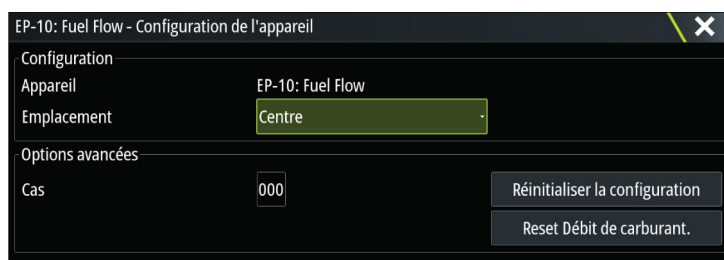 EP-10: Fuel Flow - Configuration de l'appareil
Configuration
Appareil EP-10: Fuel Flow
Emplacement Centre
Options avancées
Cas 000 Réinitialiser la configuration
Reset Débit de carburant.